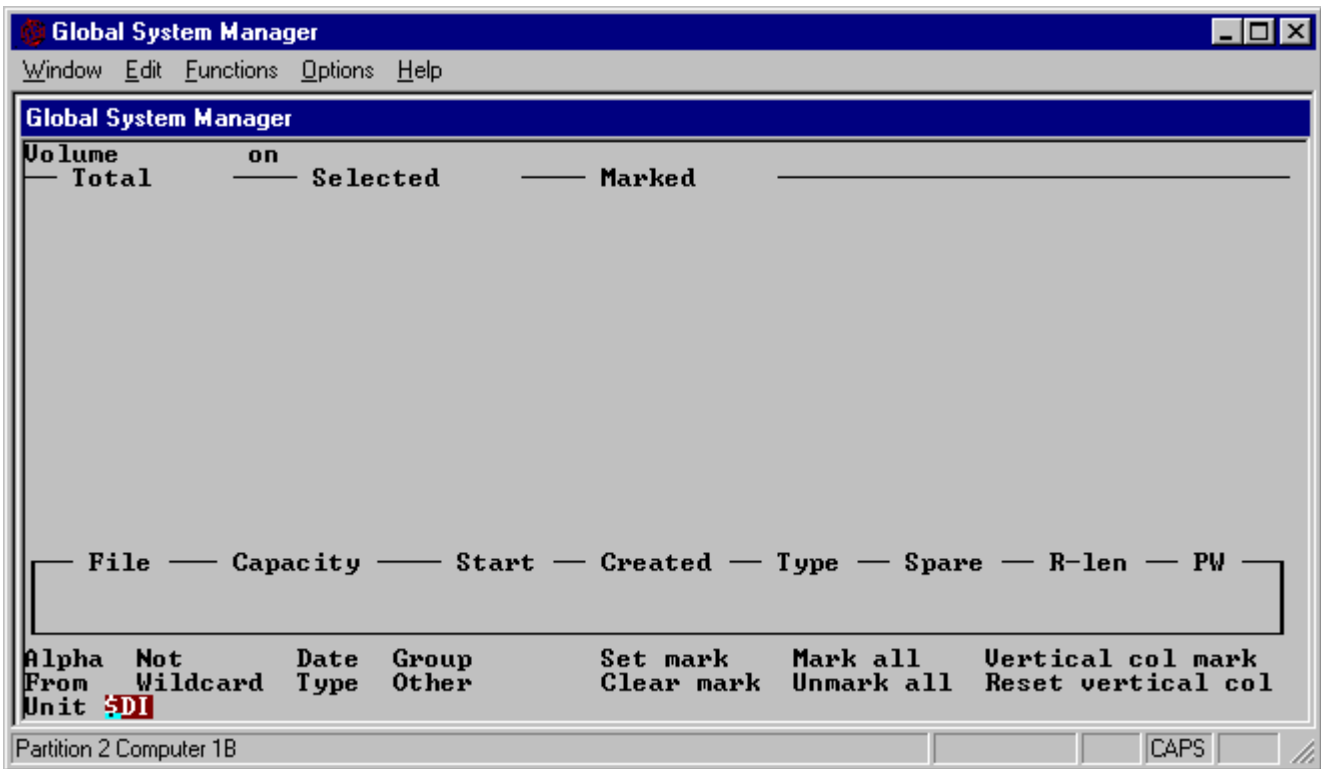 Global System Manager
Window Edit Functions Options Help
Global System Manager
Volume on
Total Selected Marked
File Capacity Start Created Type Spare R-len PW
Alpha Not Date Group Set mark Mark all Vertical col mark
From Wildcard Type Other Clear mark Unmark all Reset vertical col
Unit $DI
Partition 2 Computer 1B CAPS